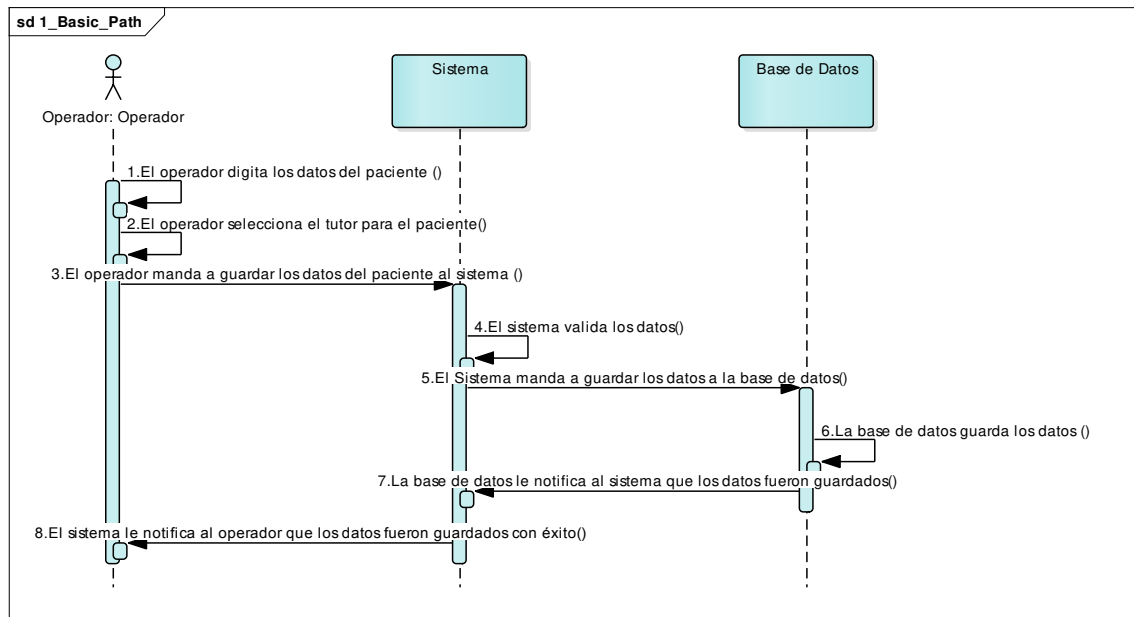 sd 1_Basic_Path
Sistema
Base de Datos
Operador: Operador
1.El operador digita los datos del paciente ()
2.El operador selecciona el tutor para el paciente()
3.El operador manda a guardar los datos del paciente al sistema ()
4.El sistema valida los datos()
5.El Sistema manda a guardar los datos a la base de datos()
6.La base de datos guarda los datos ()
7.La base de datos le notifica al sistema que los datos fueron guardados()
8.El sistema le notifica al operador que los datos fueron guardados con éxito()